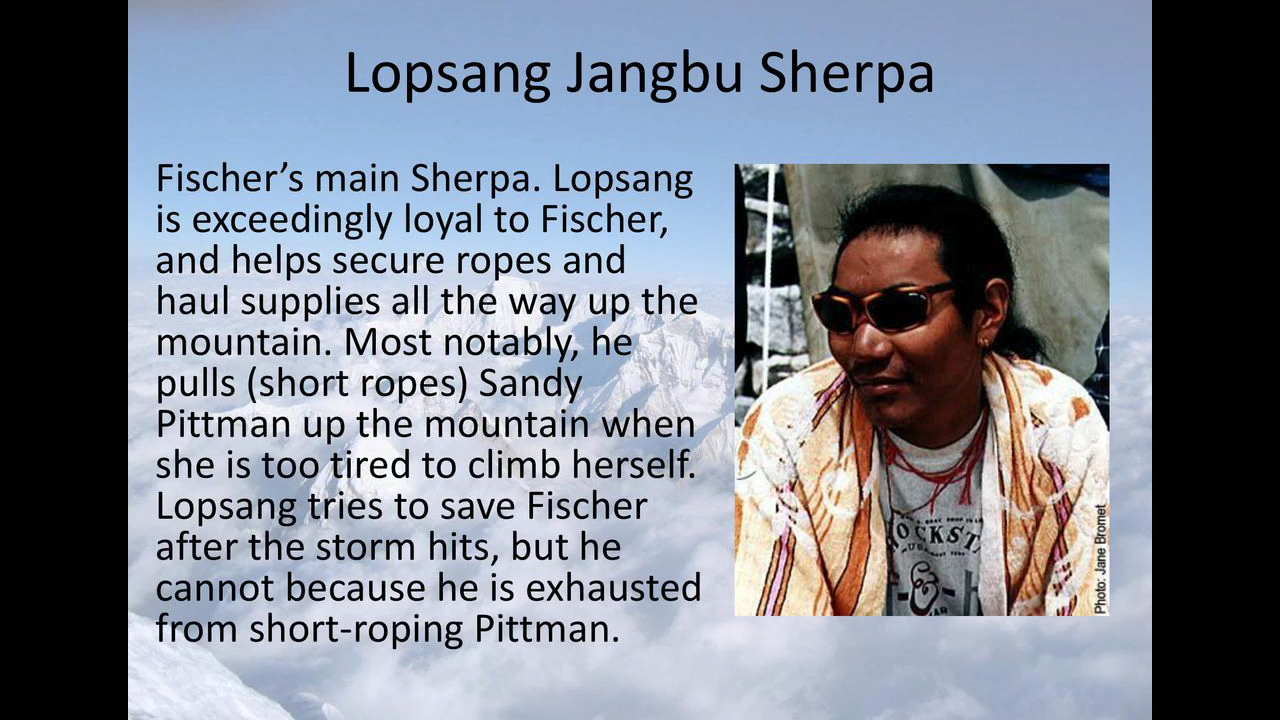 Lopsang Jangbu Sherpa
Fischer’s main Sherpa. Lopsang
is exceedingly loyal to Fischer,
and helps secure ropes and
haul supplies all the way up the
mountain. Most notably, he
pulls (short ropes) Sandy
Pittman up the mountain when
she is too tired to climb herself.
Lopsang tries to save Fischer
after the storm hits, but he
cannot because he is exhausted
from short-roping Pittman.
Photo: Jane Bromet